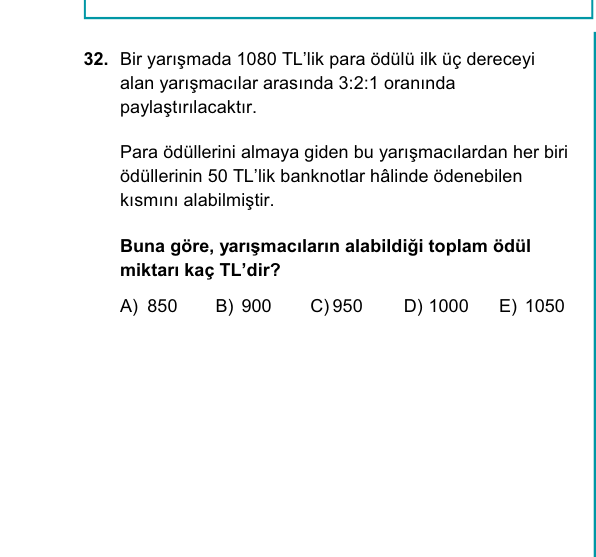 32. Bir yarışmada 1080 TL’lik para ödülü ilk üç dereceyi
alan yarışmacılar arasında 3:2:1 oranında
paylaştırılacaktır.
Para ödüllerini almaya giden bu yarışmacılardan her biri
ödüllerinin 50 TL’lik banknotlar hâlinde ödenebilen
kısmını alabilmiştir.
Buna göre, yarışmacıların alabildiği toplam ödül
miktarı kaç TL’dir?
A) 850 B) 900 C) 950 D) 1000 E) 1050